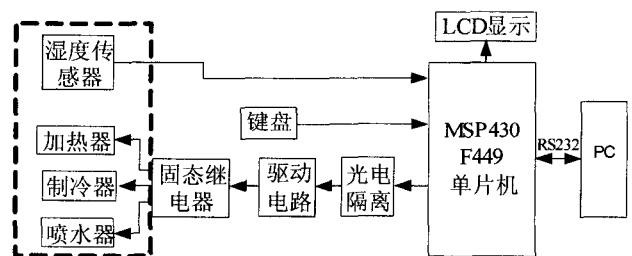 LCD显示
湿度传
感器
键盘
MSP430
F449
单片机
RS232
PC
加热器
制冷器
喷水器
固态继
电器
驱动
电路
光电
隔离